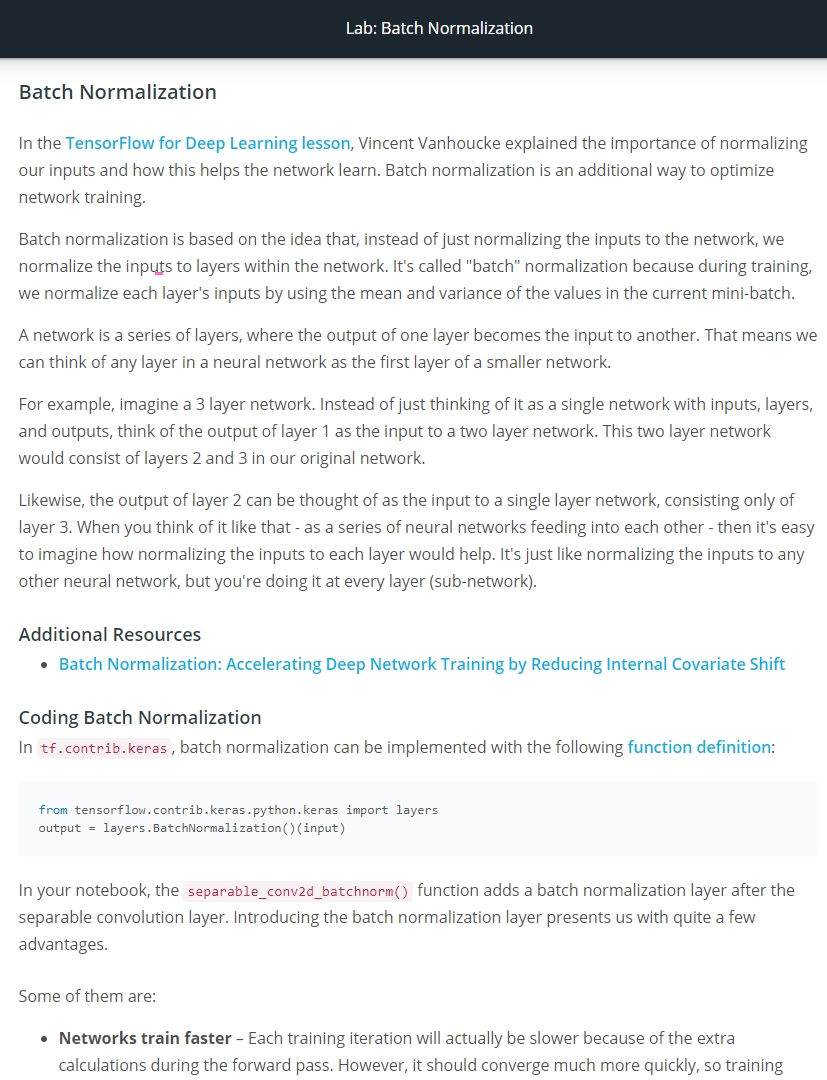 Lab: Batch Normalization
Batch Normalization
In the TensorFlow for Deep Learning lesson, Vincent Vanhoucke explained the importance of normalizing
our inputs and how this helps the network learn. Batch normalization is an additional way to optimize
network training.
Batch normalization is based on the idea that, instead of just normalizing the inputs to the network, we
normalize the inputs to layers within the network. It's called "batch" normalization because during training,
we normalize each layer's inputs by using the mean and variance of the values in the current mini-batch.
A network is a series of layers, where the output of one layer becomes the input to another. That means we
can think of any layer in a neural network as the first layer of a smaller network.
For example, imagine a 3 layer network. Instead of just thinking of it as a single network with inputs, layers,
and outputs, think of the output of layer 1 as the input to a two layer network. This two layer network
would consist of layers 2 and 3 in our original network.
Likewise, the output of layer 2 can be thought of as the input to a single layer network, consisting only of
layer 3. When you think of it like that - as a series of neural networks feeding into each other - then it's easy
to imagine how normalizing the inputs to each layer would help. It's just like normalizing the inputs to any
other neural network, but you're doing it at every layer (sub-network).
Additional Resources
• Batch Normalization: Accelerating Deep Network Training by Reducing Internal Covariate Shift
Coding Batch Normalization
In tf.contrib.keras, batch normalization can be implemented with the following function definition:
from tensorflow.contrib.keras.python.keras import layers
output = layers.BatchNormalization()(input)
In your notebook, the separable_conv2d_batchnorm() function adds a batch normalization layer after the
separable convolution layer. Introducing the batch normalization layer presents us with quite a few
advantages.
Some of them are:
• Networks train faster – Each training iteration will actually be slower because of the extra
calculations during the forward pass. However, it should converge much more quickly, so training